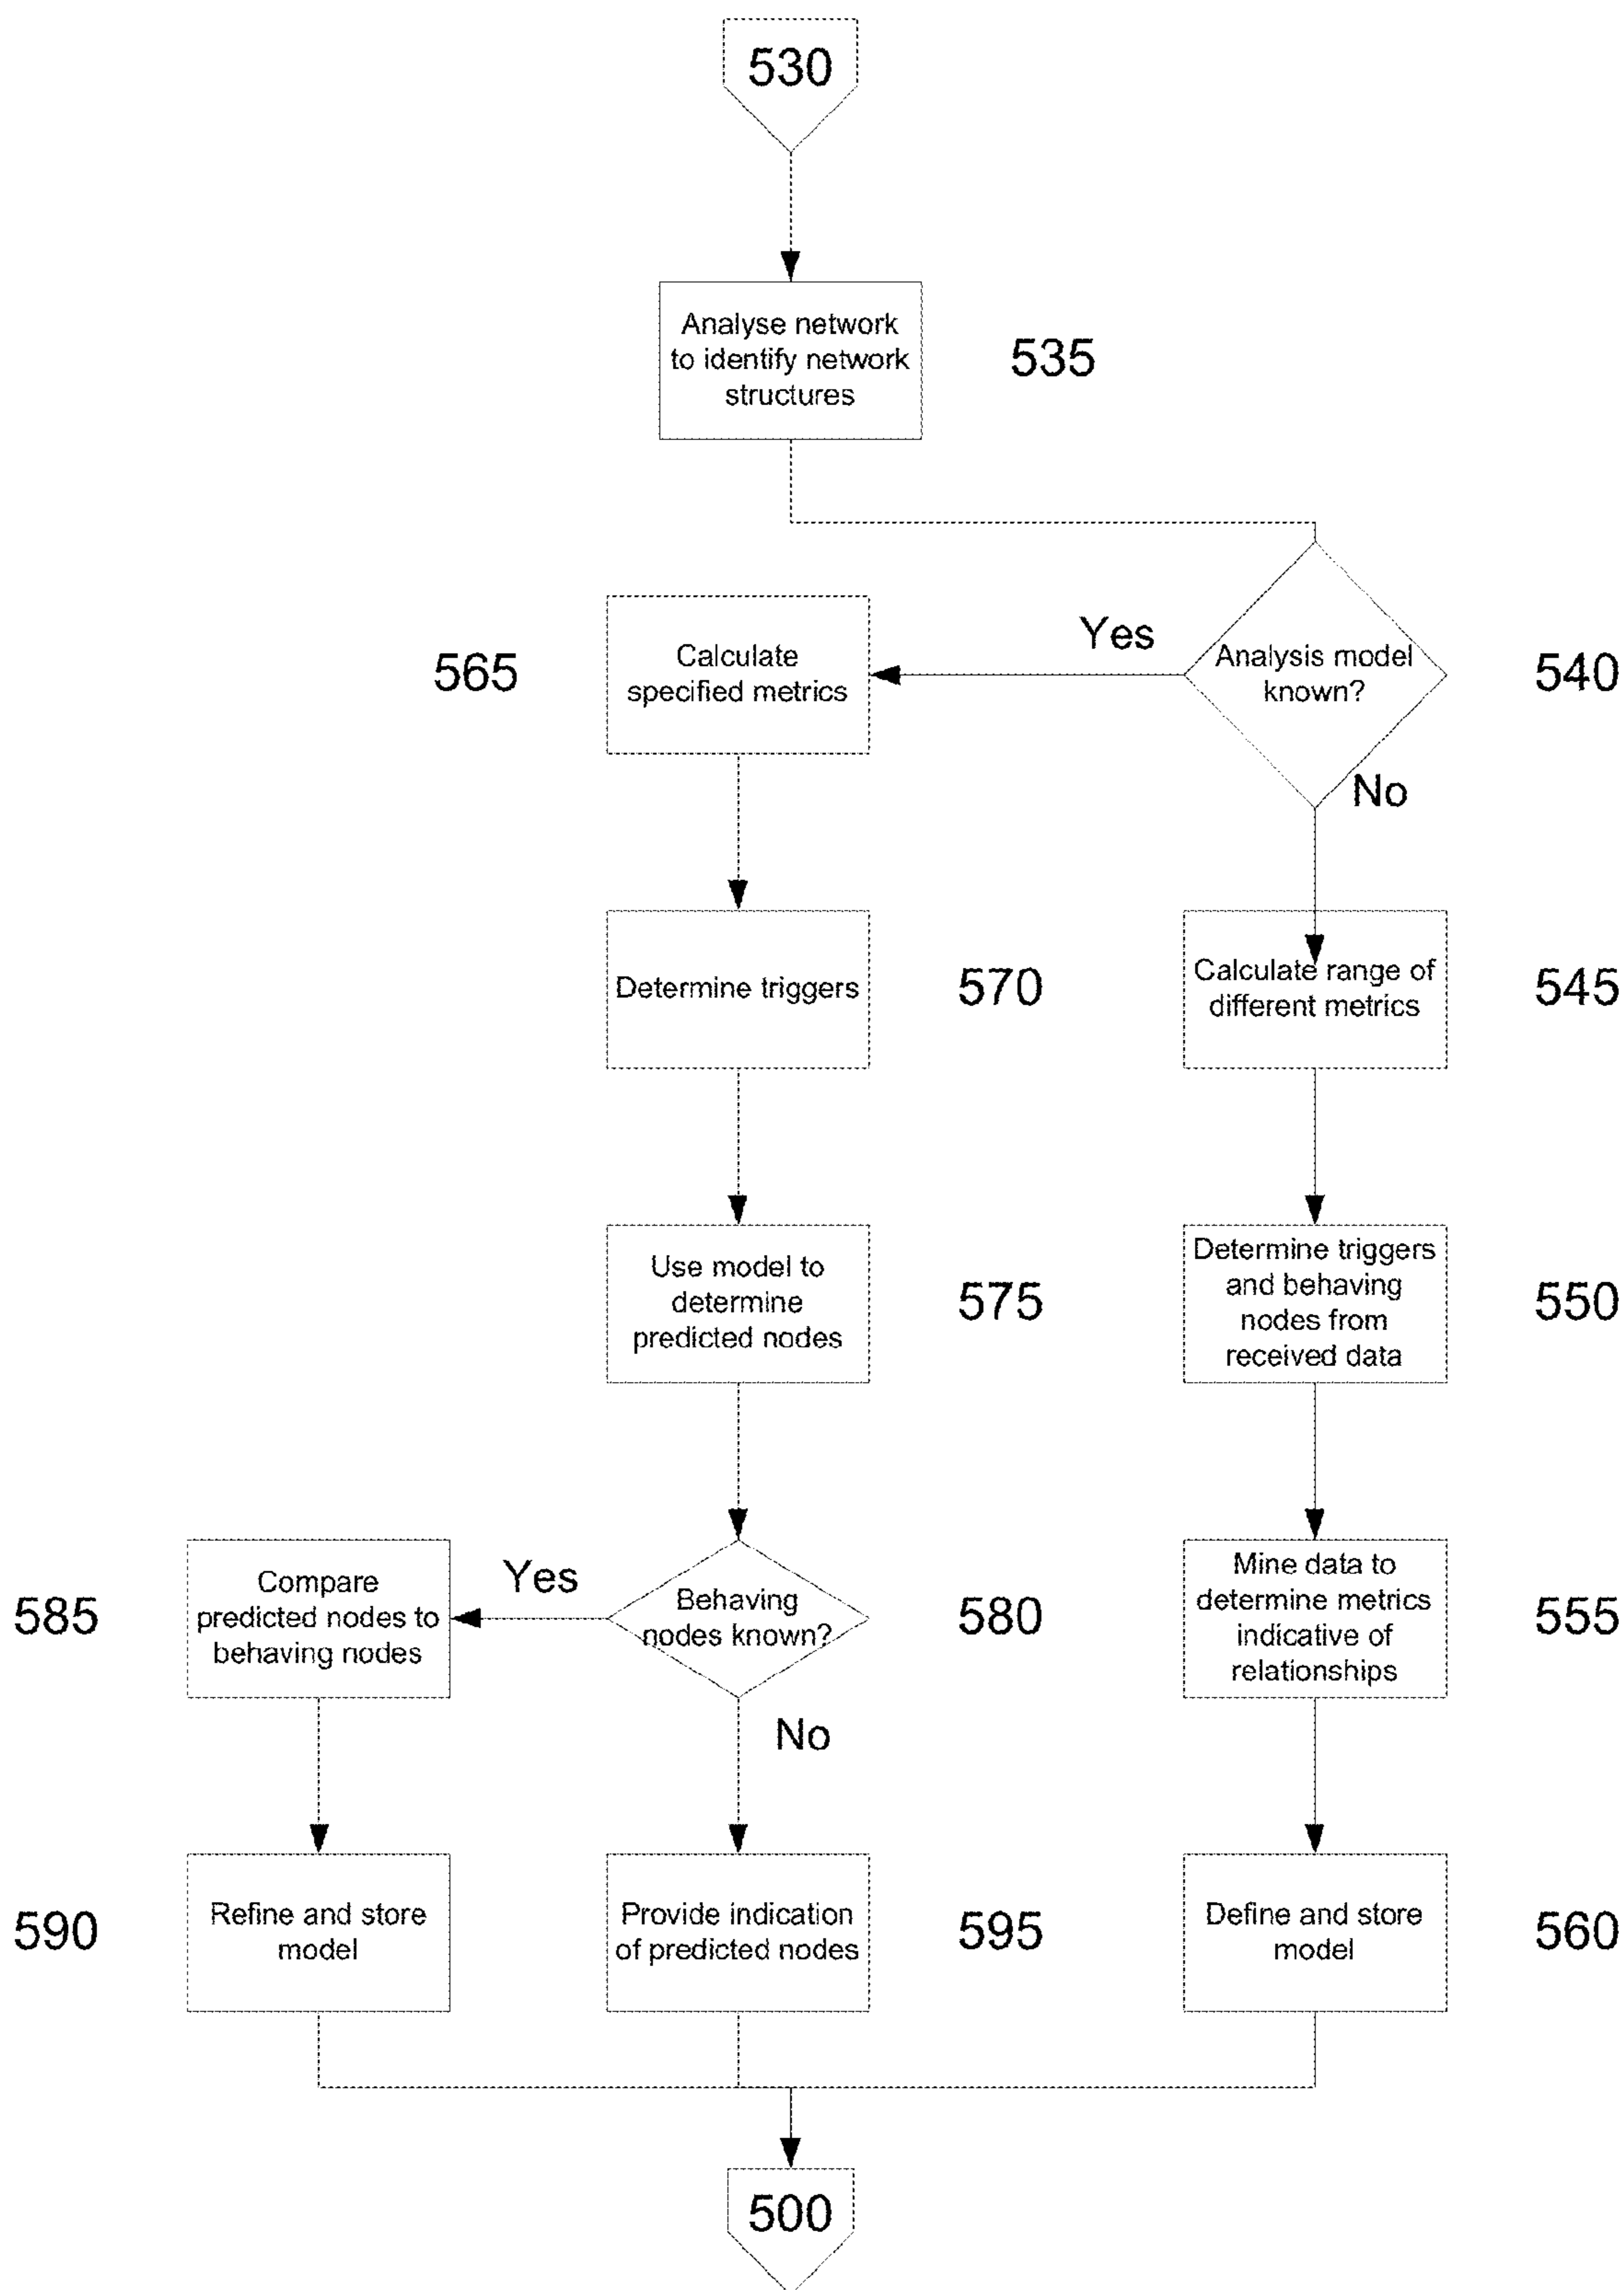 530
Analyse network
to identify network
structures
535
Yes
Calculate
specified metrics
565
Analysis model
known?
540
No
Determine triggers
570
Calculate range of
different metrics
545
Use model to
determine
predicted nodes
575
Determine triggers
and behaving
nodes from
received data
550
585
Compare
predicted nodes to
behaving nodes
Yes
Behaving
nodes known?
580
No
Mine data to
determine metrics
indicative of
relationships
555
590
Refine and store
model
Provide indication
of predicted nodes
595
Define and store
model
560
500